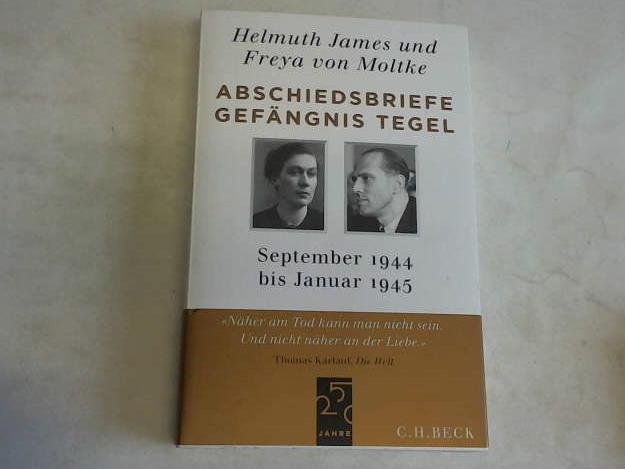 Helmuth James und
Freya von Moltke
ABSCHIEDSBRIEFE
GEFÄNGNIS TEGEL
September 1944
bis Januar 1945
«Näher am Tod kann man nicht sein.
Und nicht näher an der Liebe.»
Thomas Karlauf, Die Welt
250
JAHRE
C.H.BECK